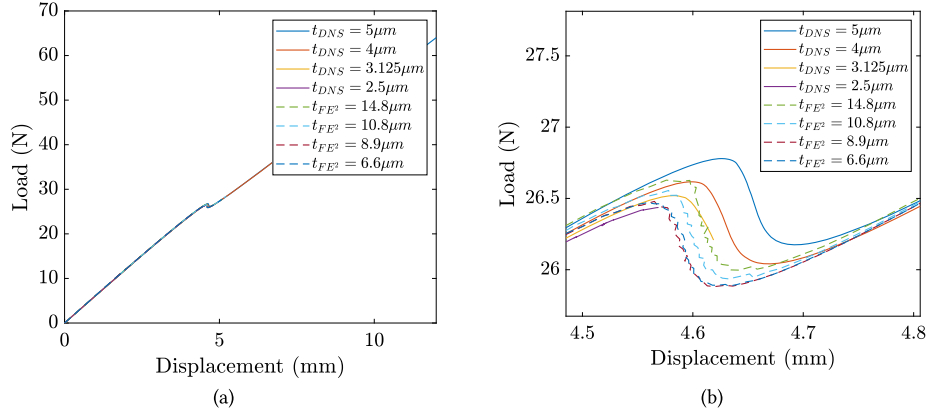 70
60
50
40
30
20
10
0
0
5
10
Load (N)
Displacement (mm)
t_DNS = 5μm
t_DNS = 4μm
t_DNS = 3.125μm
t_DNS = 2.5μm
t_FE² = 14.8μm
t_FE² = 10.8μm
t_FE² = 8.9μm
t_FE² = 6.6μm
(a)
27.5
27
26.5
26
4.5
4.6
4.7
4.8
Load (N)
Displacement (mm)
t_DNS = 5μm
t_DNS = 4μm
t_DNS = 3.125μm
t_DNS = 2.5μm
t_FE² = 14.8μm
t_FE² = 10.8μm
t_FE² = 8.9μm
t_FE² = 6.6μm
(b)